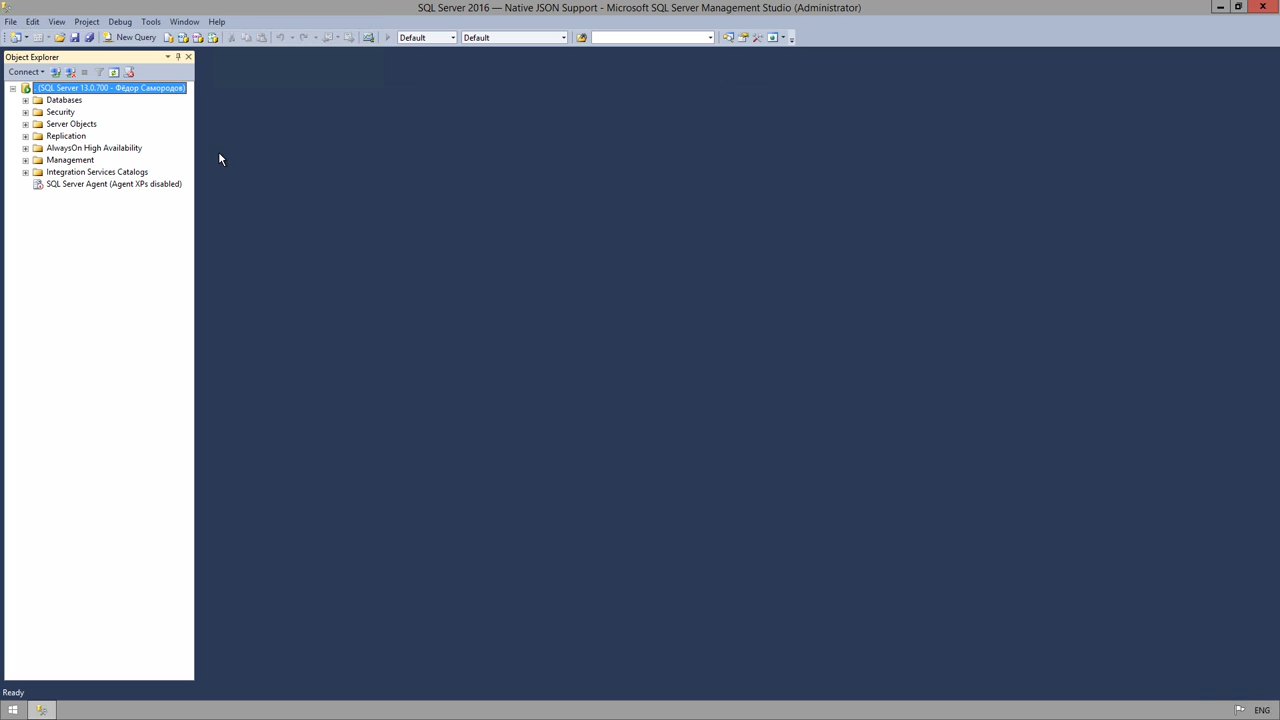 SQL Server 2016 — Native JSON Support - Microsoft SQL Server Management Studio (Administrator)
File Edit View Project Debug Tools Window Help
New Query Default Default
Object Explorer
Connect
(SQL Server 13.0.700 - Фёдор Самородов)
Databases
Security
Server Objects
Replication
AlwaysOn High Availability
Management
Integration Services Catalogs
SQL Server Agent (Agent XPs disabled)
Ready
ENG